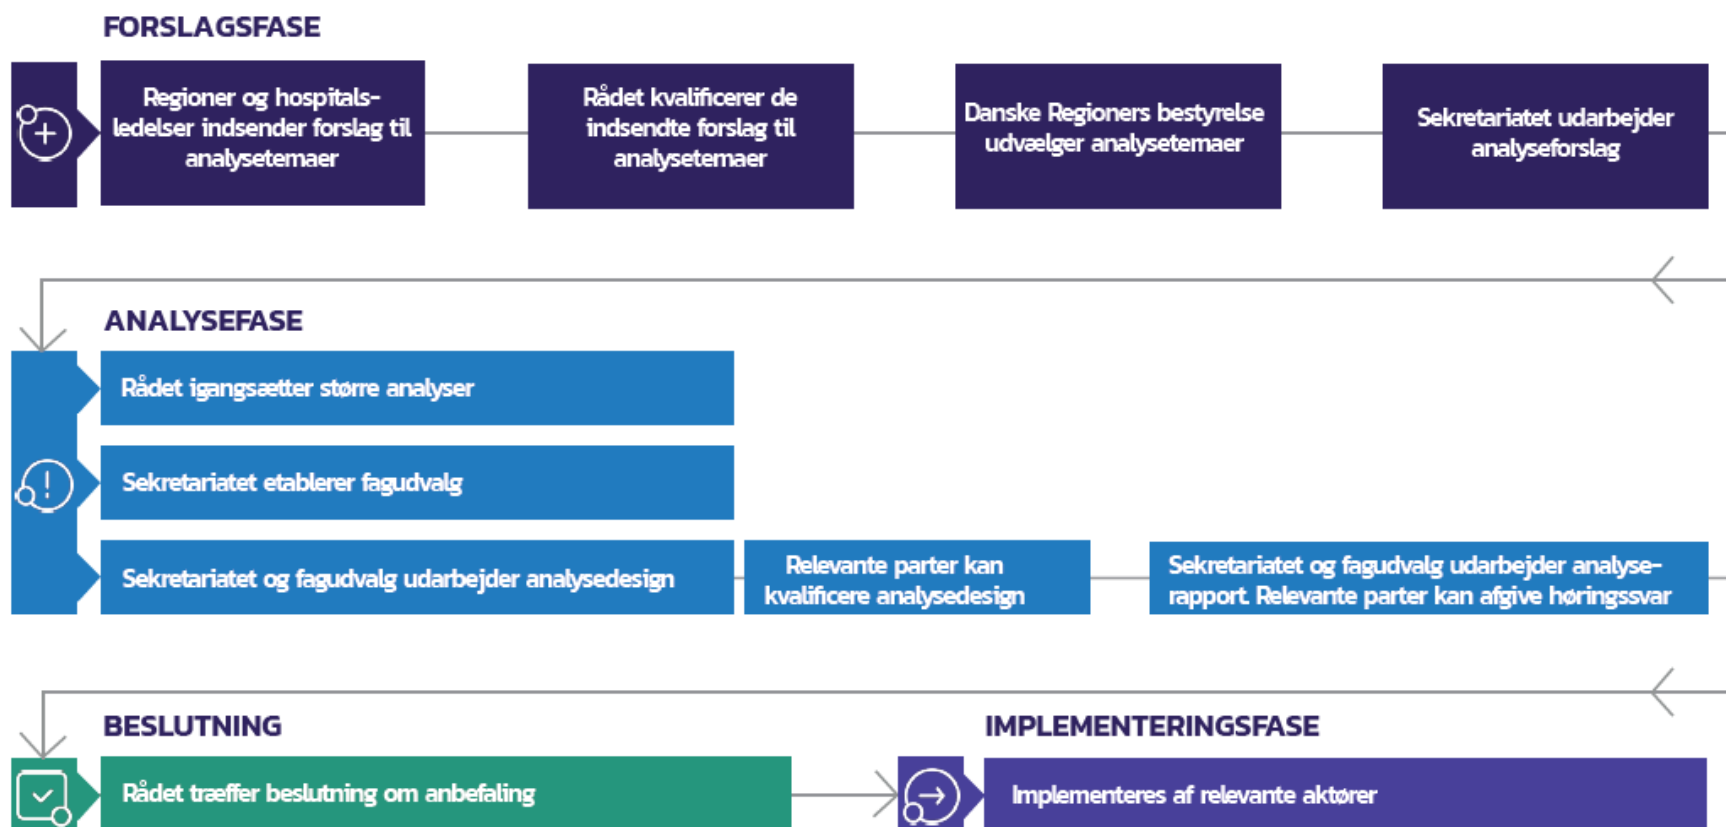 FORSLAGSFASE
Regioner og hospitals-
ledelser indsender forslag til
analysetemaer
Rådet kvalificerer de
indsendte forslag til
analysetemaer
Danske Regioners bestyrelse
udvælger analysetemaer
Sekretariatet udarbejder
analyseforslag
ANALYSEFASE
Rådet igangsætter større analyser
Sekretariatet etablerer fagudvalg
Sekretariatet og fagudvalg udarbejder analysedesign
Relevante parter kan
kvalificere analysedesign
Sekretariatet og fagudvalg udarbejder analyse-
rapport. Relevante parter kan afgive høringssvar
BESLUTNING
Rådet træffer beslutning om anbefaling
IMPLEMENTERINGSFASE
Implementeres af relevante aktører